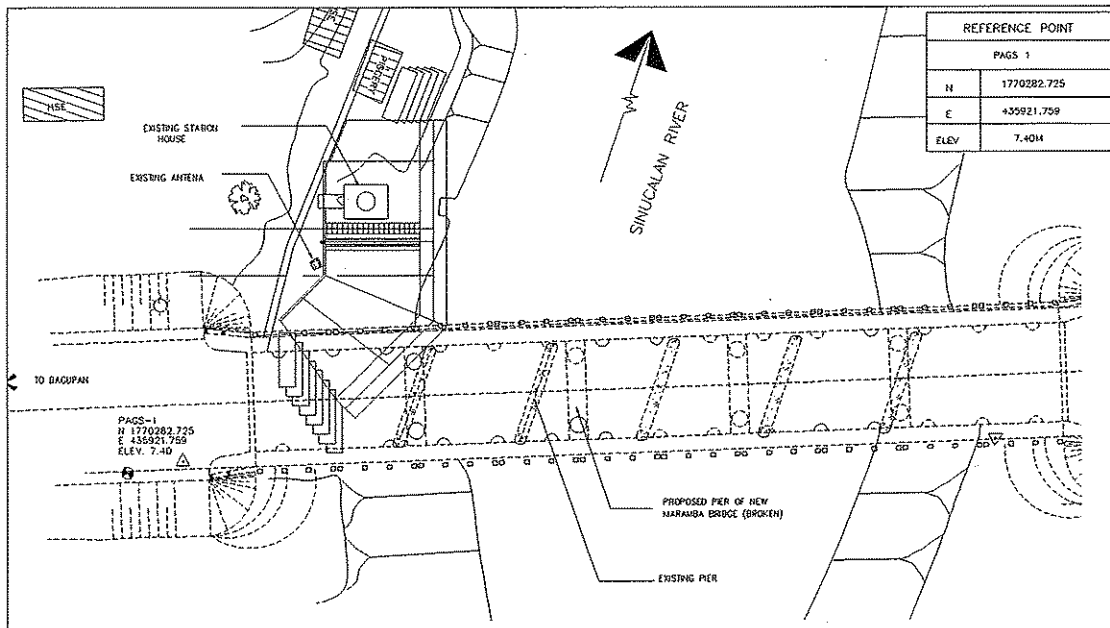 REFERENCE POINT
PAGS 1
N 1770282.725
E 435921.759
ELEV 7.40M
HSE
PIGGERY
EXISTING STATION
HOUSE
EXISTING ANTENA
SINUCALAN RIVER
TO DAGUPAN
PAGS-1
N 1770282.725
E 435921.759
ELEV. 7.40
PROPOSED PIER OF NEW
MARAMBA BRIDGE (BROKEN)
EXISTING PIER